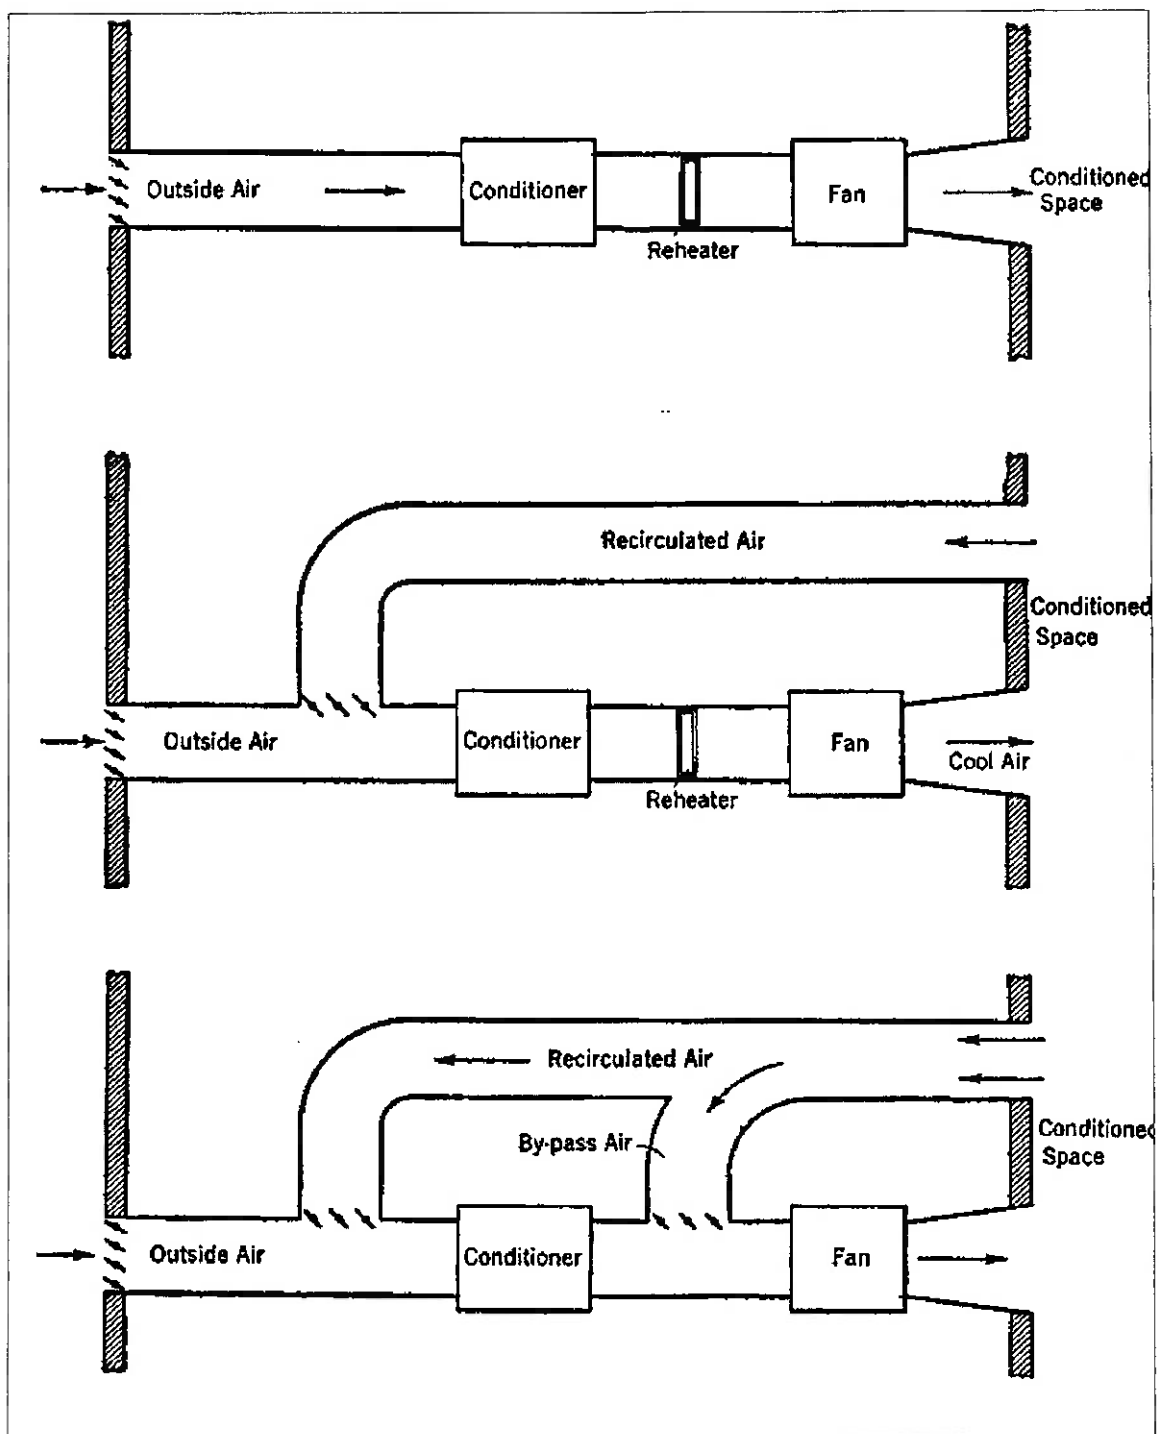 Outside Air
Conditioner
Fan
Conditioned
Space
Reheater
Recirculated Air
Conditioned
Space
Outside Air
Conditioner
Fan
Cool Air
Reheater
Recirculated Air
By-pass Air
Conditioned
Space
Outside Air
Conditioner
Fan